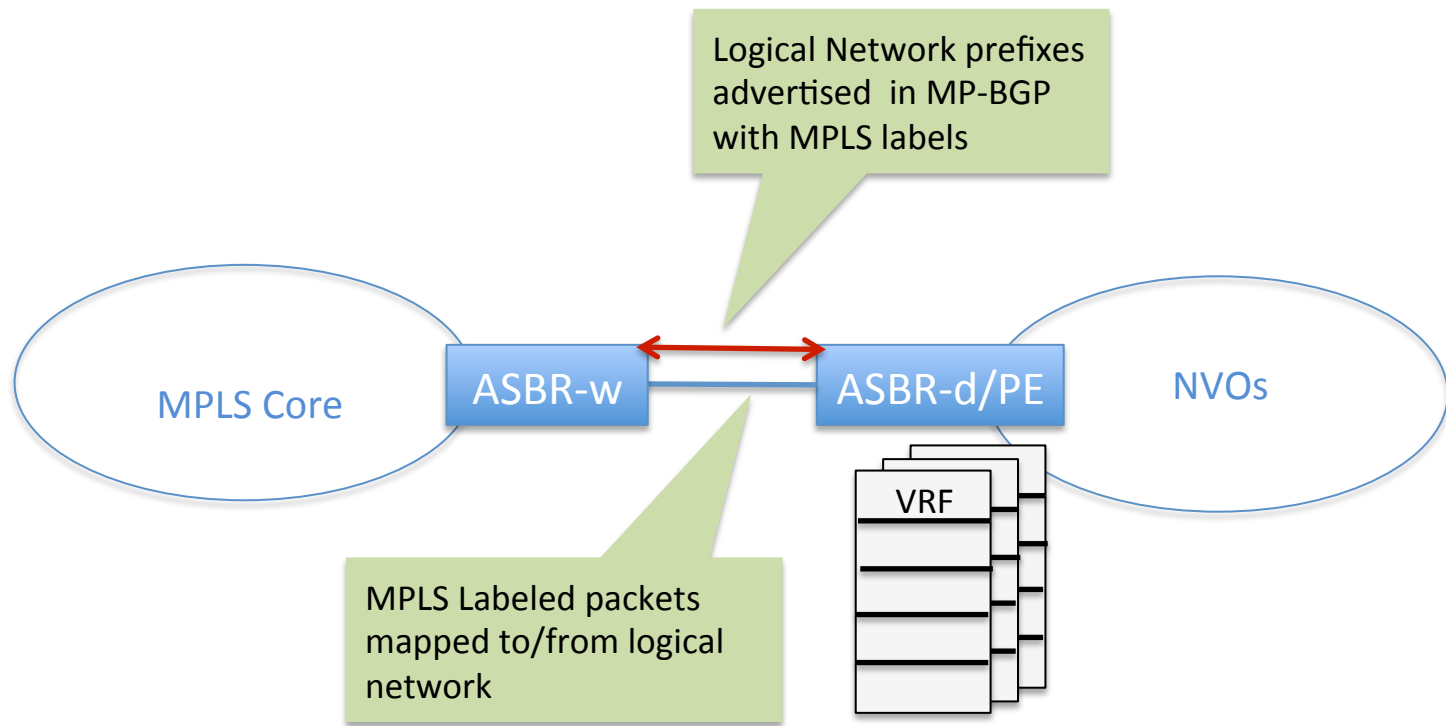 Logical Network prefixes
advertised in MP-BGP
with MPLS labels
MPLS Core
ASBR-w
ASBR-d/PE
NVOs
VRF
MPLS Labeled packets
mapped to/from logical
network